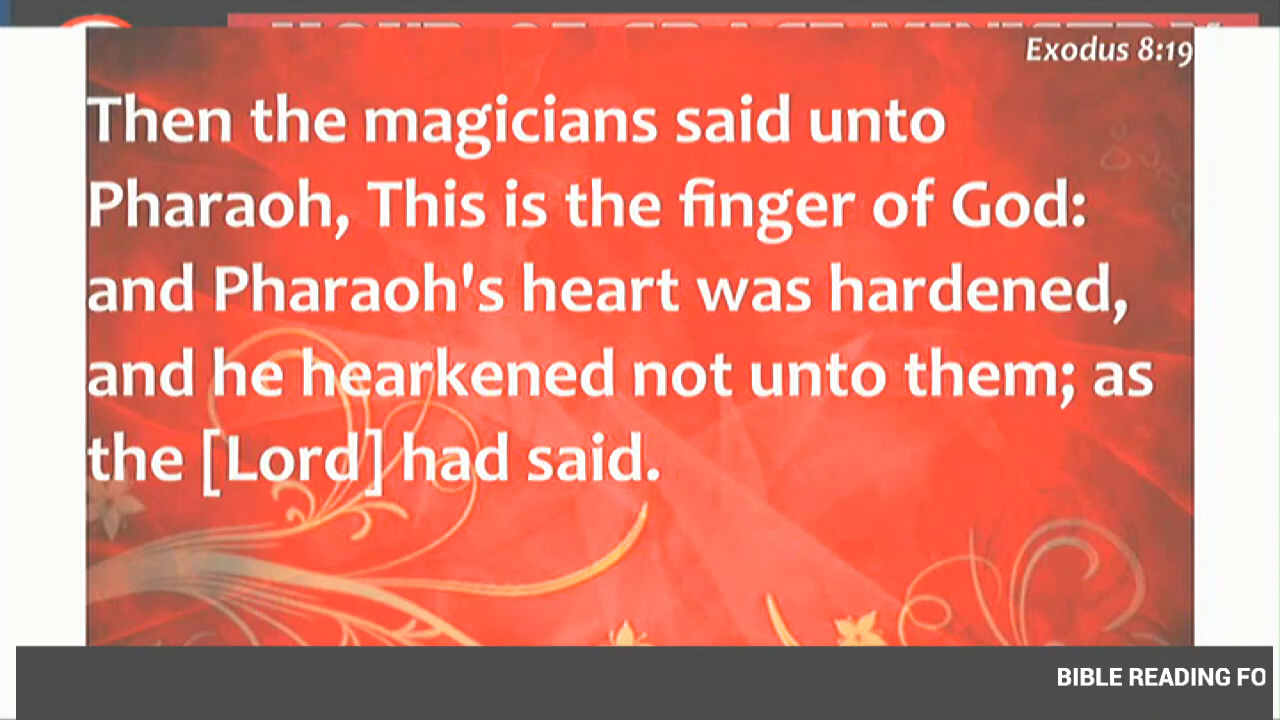 Exodus 8:19
Then the magicians said unto
Pharaoh, This is the finger of God:
and Pharaoh's heart was hardened,
and he hearkened not unto them; as
the [Lord] had said.
BIBLE READING FO